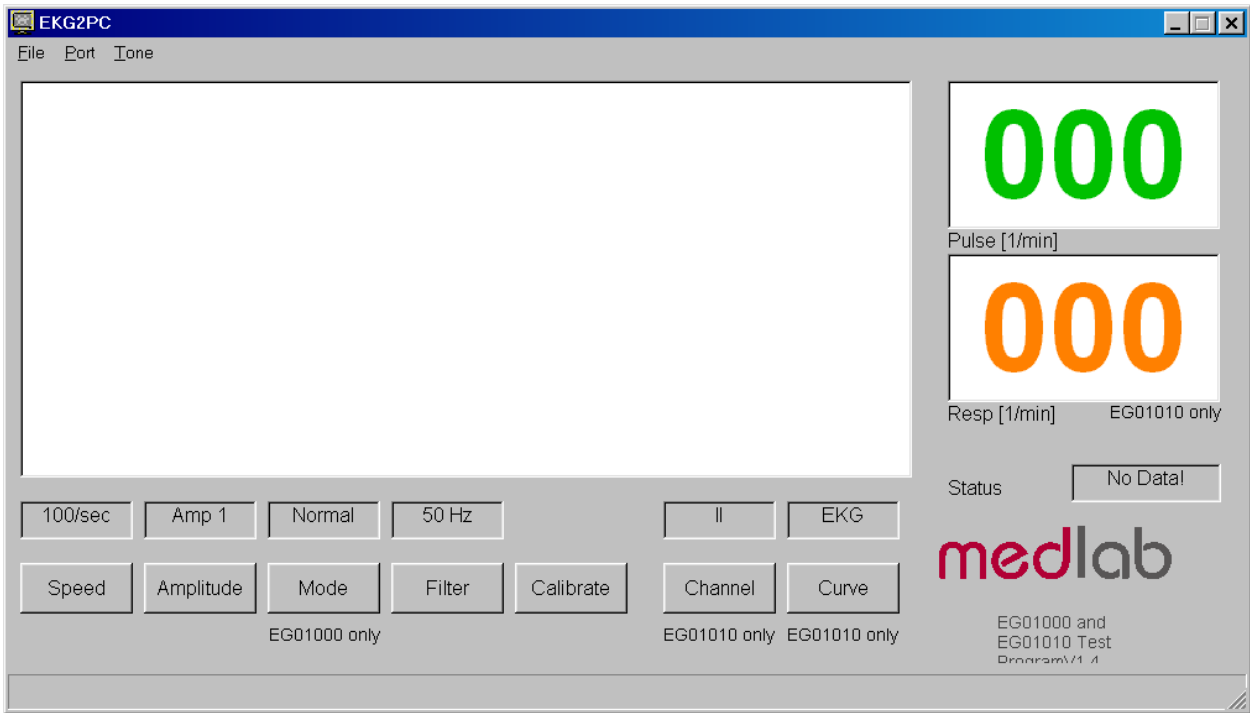 EKG2PC
File Port Tone
000
Pulse [1/min]
000
Resp [1/min] EG01010 only
Status No Data!
100/sec Amp 1 Normal 50 Hz II EKG
Speed Amplitude Mode Filter Calibrate Channel Curve
EG01000 only EG01010 only EG01010 only
medlab
EG01000 and
EG01010 Test
ProgramV1.4